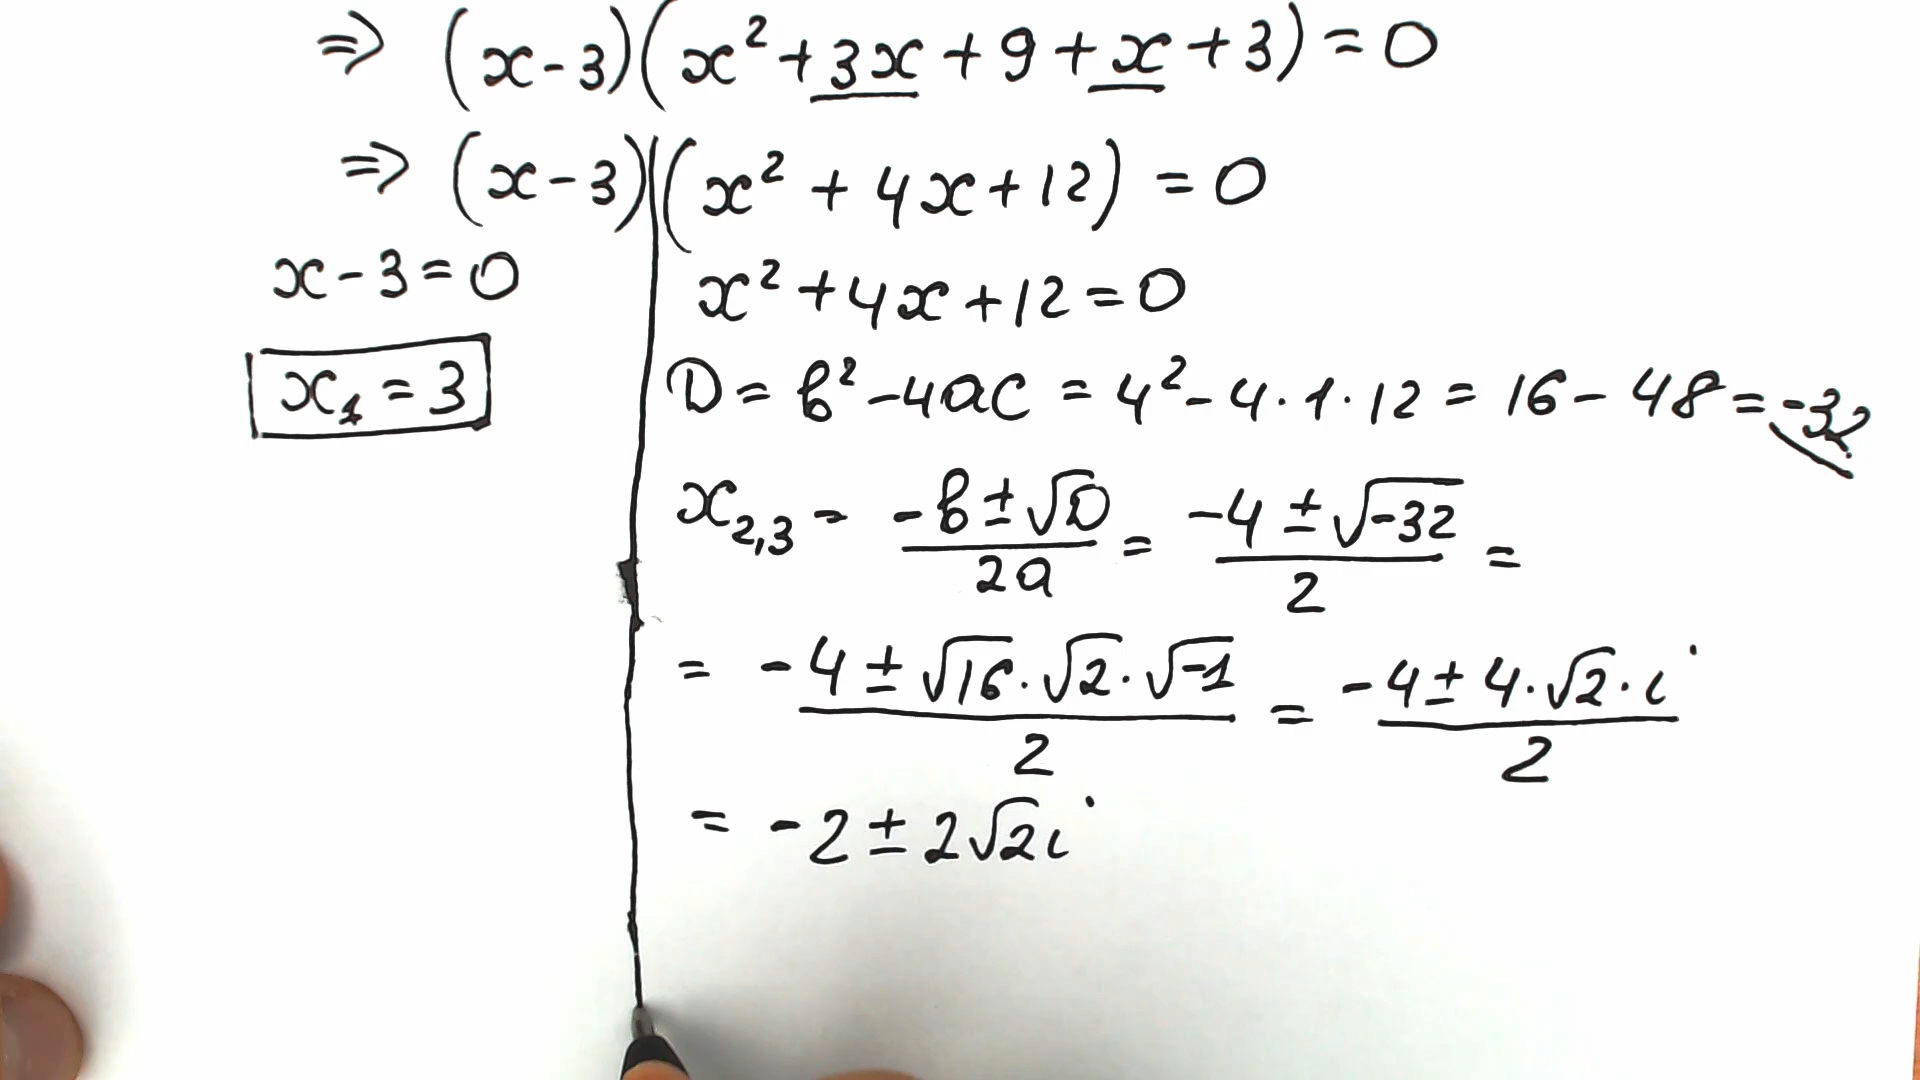 ⇒ (x-3)(x²+3x+9+x+3)=0
⇒ (x-3)(x²+4x+12)=0
x-3=0
x₁=3
x²+4x+12=0
D=b²-4ac=4²-4·1·12=16-48=-32
x₂,₃=(-b±√D)/2a=(-4±√-32)/2=
=(-4±√16·√2·√-1)/2=(-4±4·√2·i)/2
=-2±2√2i